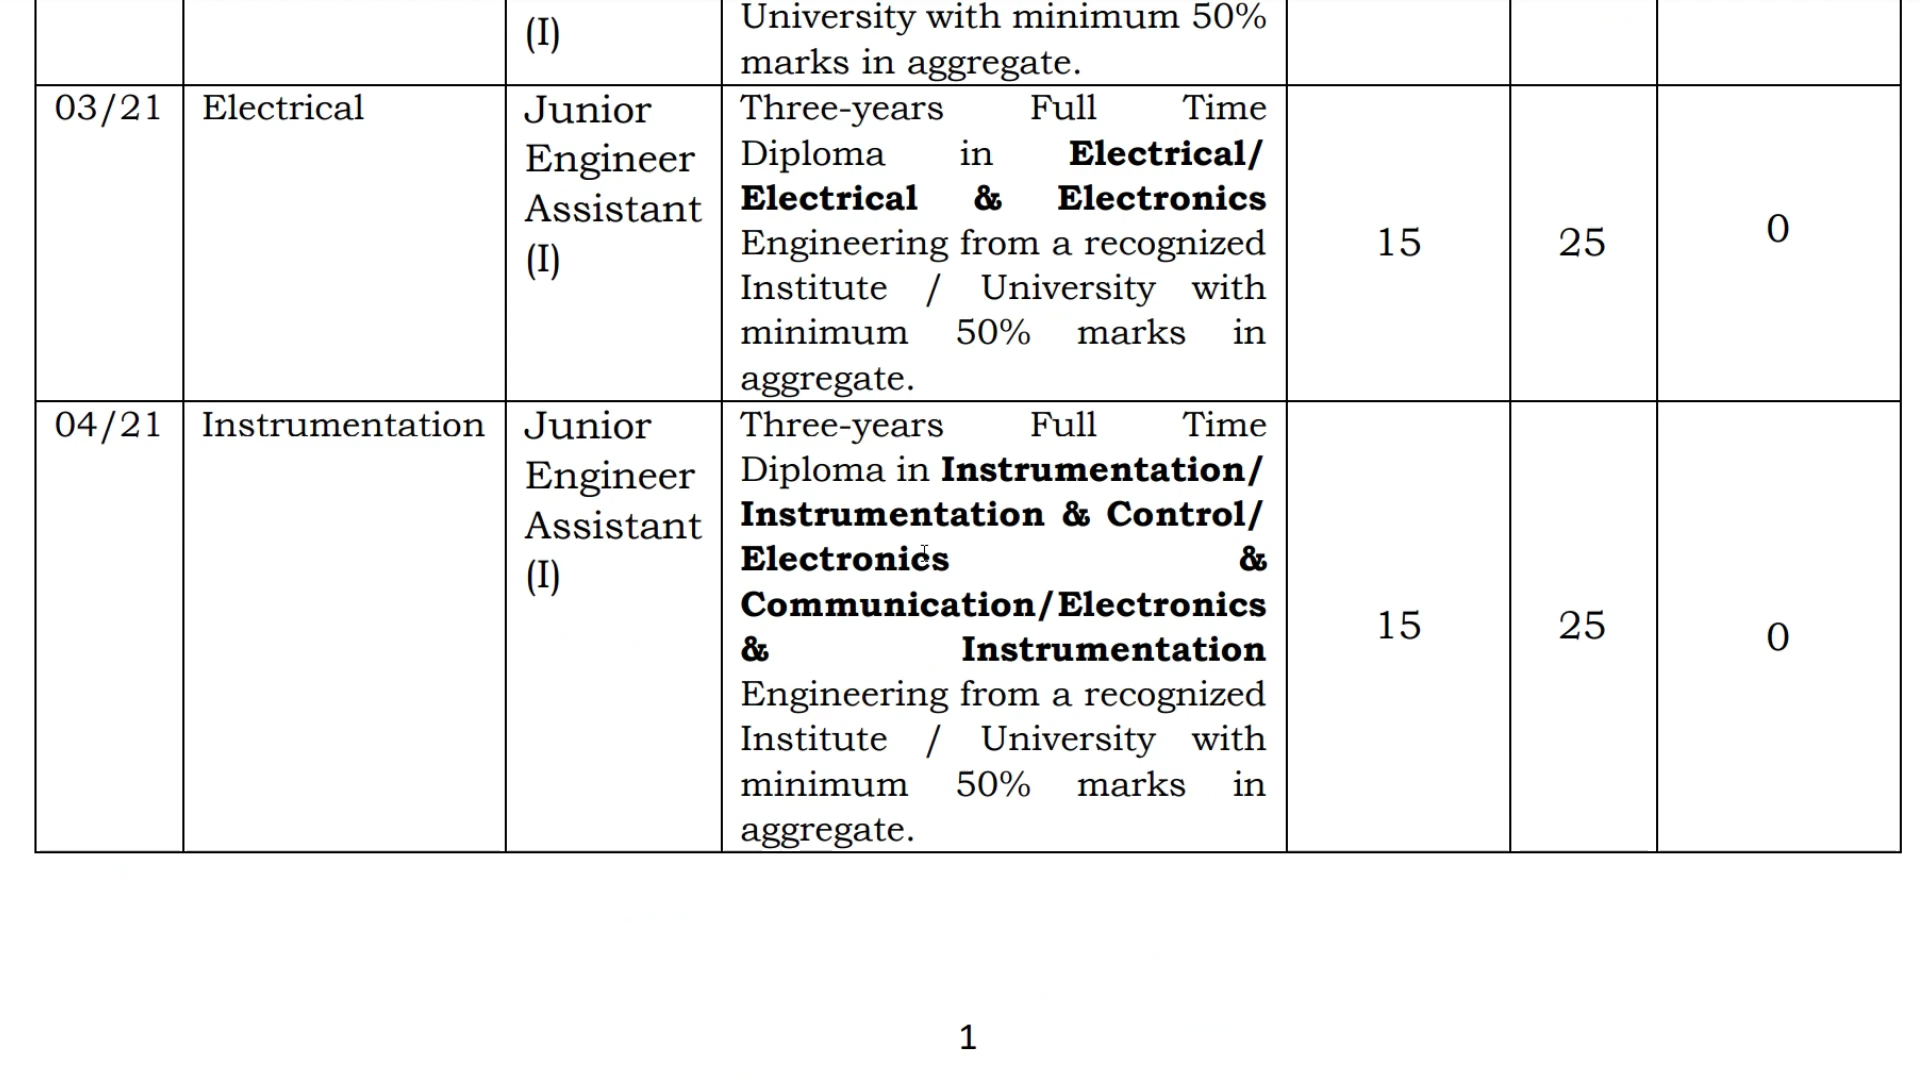 (I)
University with minimum 50%
marks in aggregate.
03/21
Electrical
Junior
Engineer
Assistant
(I)
Three-years Full Time
Diploma in Electrical/
Electrical & Electronics
Engineering from a recognized
Institute / University with
minimum 50% marks in
aggregate.
15
25
0
04/21
Instrumentation
Junior
Engineer
Assistant
(I)
Three-years Full Time
Diploma in Instrumentation/
Instrumentation & Control/
Electronics &
Communication/Electronics
& Instrumentation
Engineering from a recognized
Institute / University with
minimum 50% marks in
aggregate.
15
25
0
1